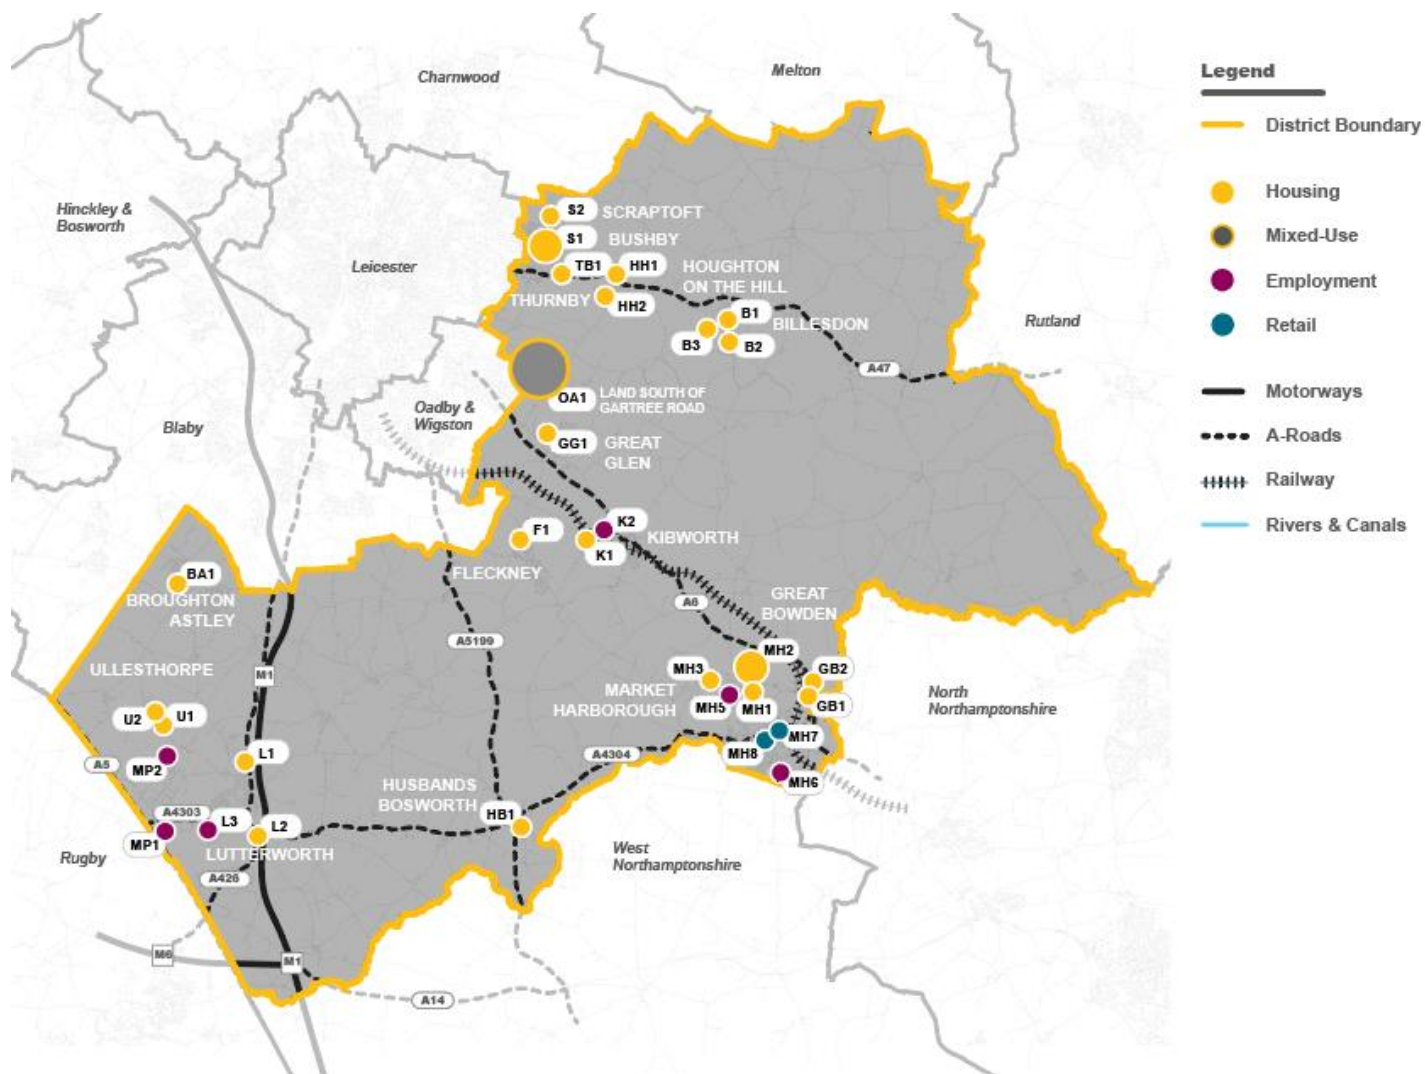 Charnwood
Melton
Hinckley &
Bosworth
Leicester
Rutland
Oadby &
Wigston
Blaby
North
Northamptonshire
West
Northamptonshire
Rugby
S2
SCRAPTOFT
S1
BUSHBY
TB1
HH1
HOUGHTON
ON THE HILL
THURNBY
HH2
B1
BILLESDON
B3
B2
A47
OA1
LAND SOUTH OF
GARTREE ROAD
GG1
GREAT
GLEN
K2
KIBWORTH
F1
K1
FLECKNEY
BA1
BROUGHTON
ASTLEY
A6
GREAT
BOWDEN
A5199
ULLESTHORPE
M1
MH2
MH3
GB2
MARKET
HARBOROUGH
MH5
MH1
GB1
U2
U1
MH7
MH8
A4304
MH6
L1
A5
MP2
HUSBANDS
BOSWORTH
HB1
A4303
L3
L2
MP1
LUTTERWORTH
A426
M6
M1
A14
Legend
District Boundary
Housing
Mixed-Use
Employment
Retail
Motorways
A-Roads
Railway
Rivers & Canals